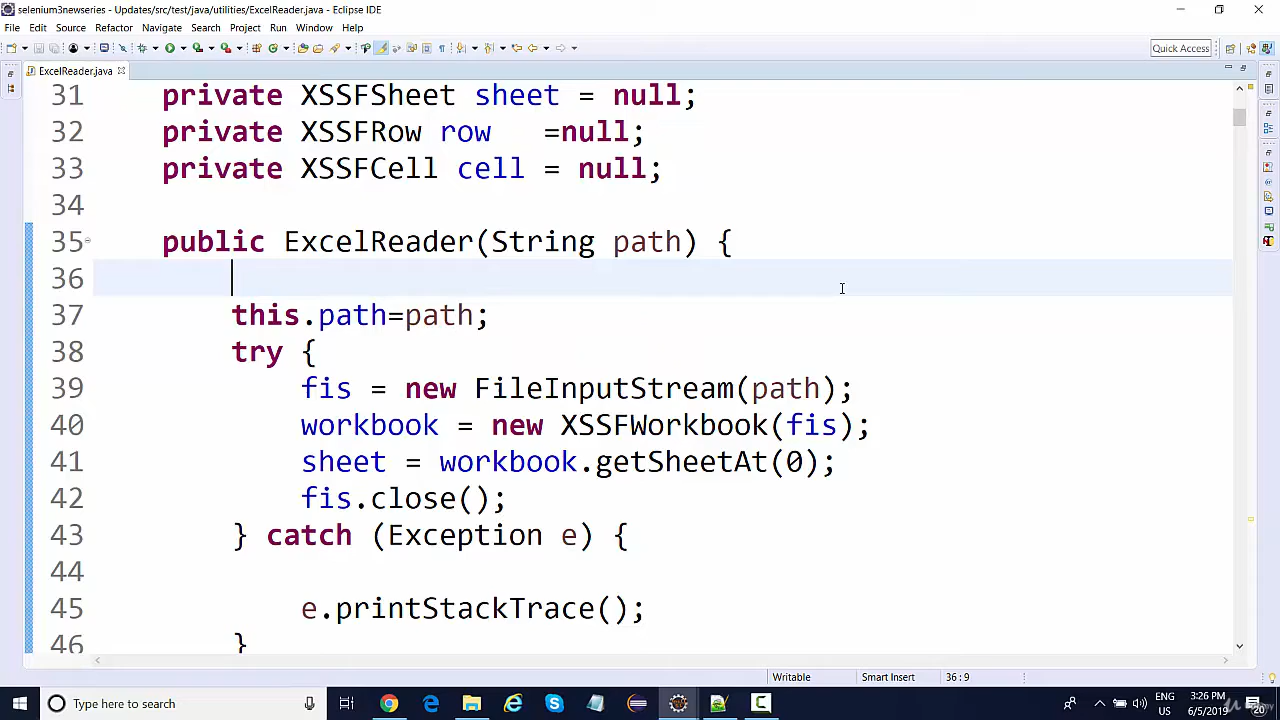 selenium3newseries - Updates/src/test/java/utilities/ExcelReader.java - Eclipse IDE
File Edit Source Refactor Navigate Search Project Run Window Help
Quick Access
ExcelReader.java
31 private XSSFSheet sheet = null;
32 private XSSFRow row   =null;
33 private XSSFCell cell = null;
34
35 public ExcelReader(String path) {
36
37 this.path=path;
38 try {
39 fis = new FileInputStream(path);
40 workbook = new XSSFWorkbook(fis);
41 sheet = workbook.getSheetAt(0);
42 fis.close();
43 } catch (Exception e) {
44
45 e.printStackTrace();
46 }
Writable Smart Insert 36 : 9
Type here to search
ENG 3:26 PM
US 6/5/2019
20